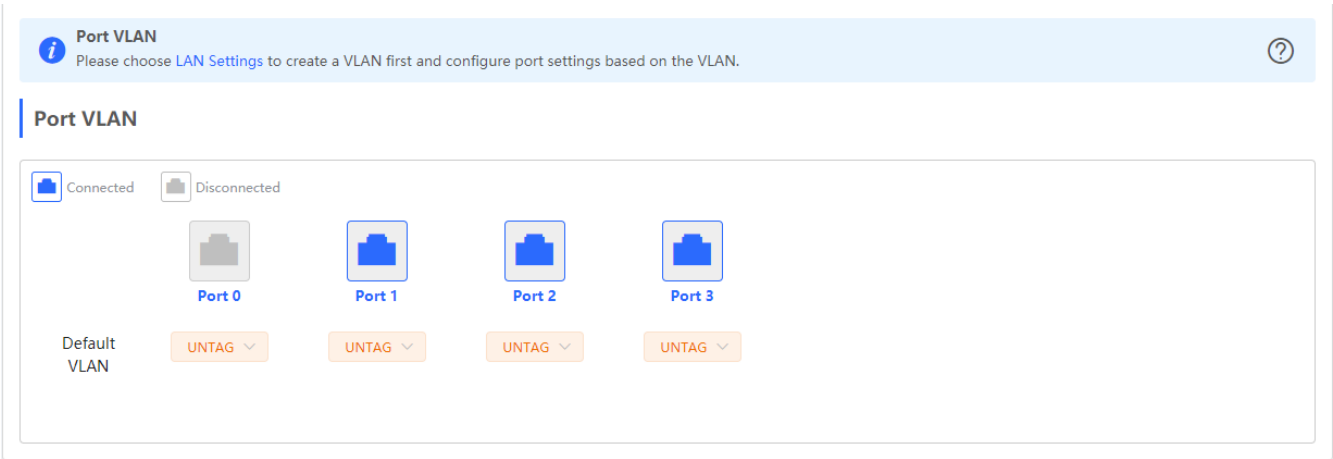 Port VLAN
Please choose LAN Settings to create a VLAN first and configure port settings based on the VLAN.
Port VLAN
Connected Disconnected
Port 0 Port 1 Port 2 Port 3
Default VLAN
UNTAG UNTAG UNTAG UNTAG